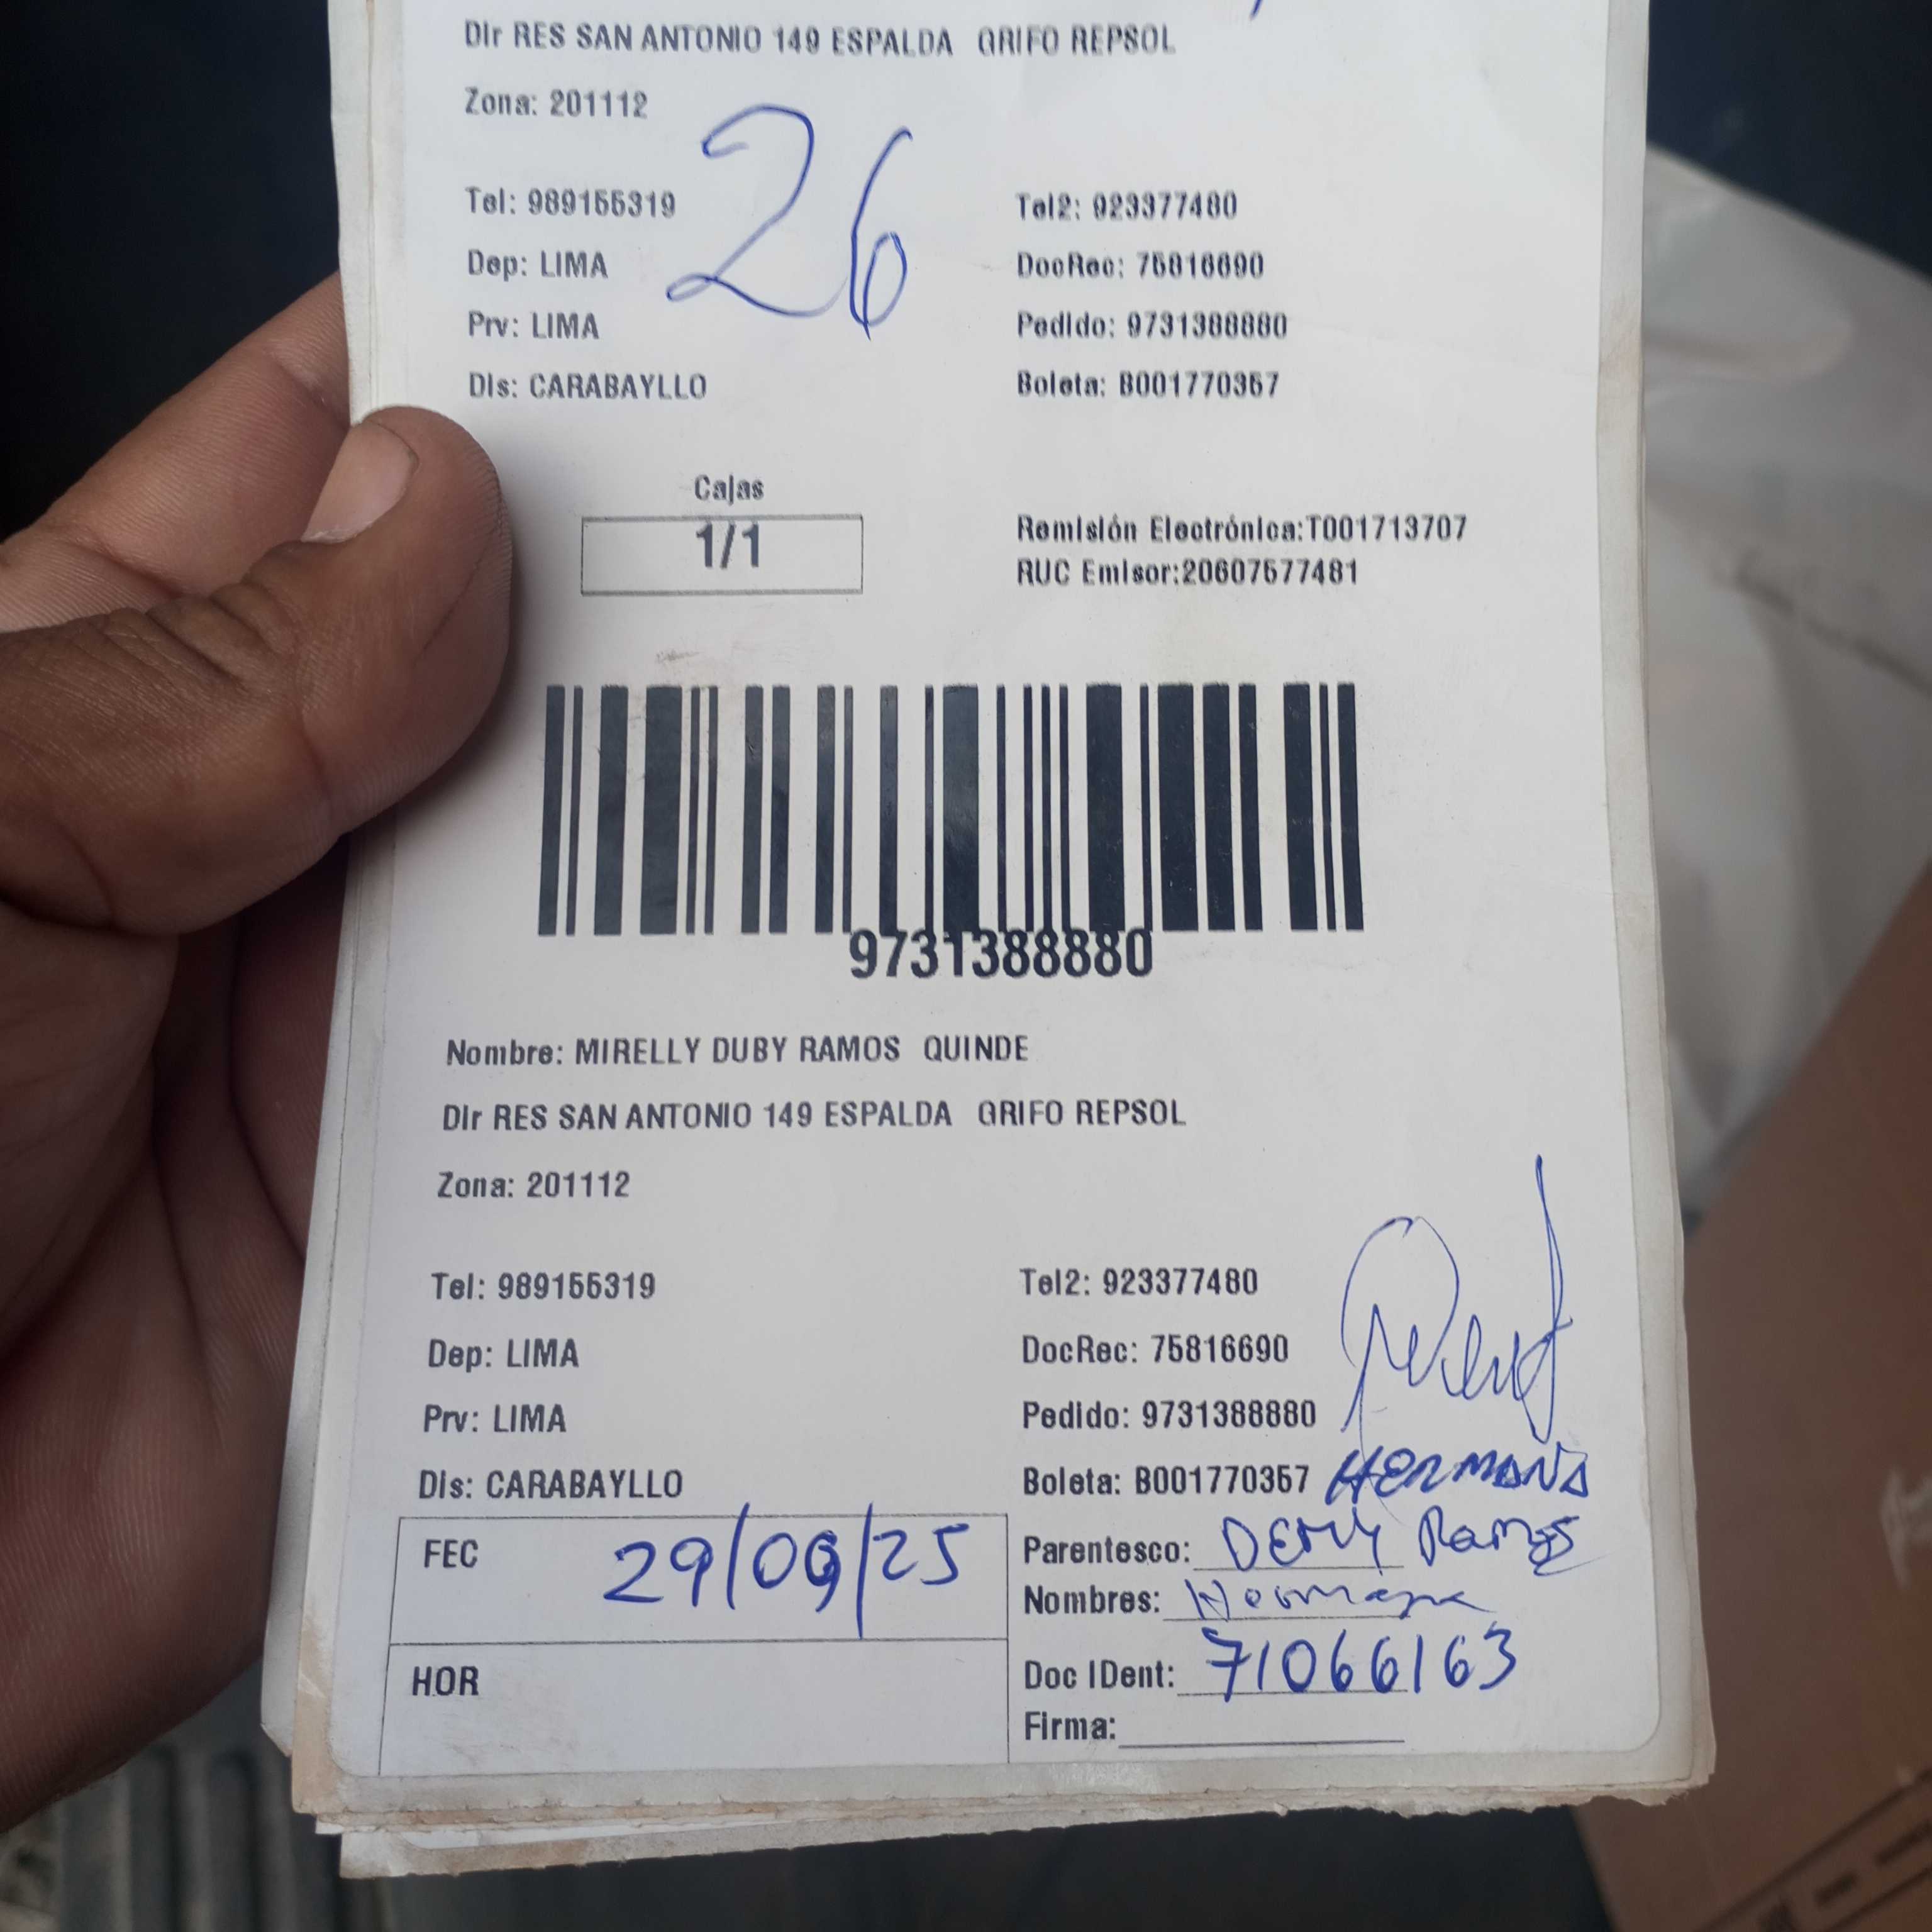 Dir RES SAN ANTONIO 149 ESPALDA GRIFO REPSOL
Zona: 201112
26
Tel: 989155319 Tel2: 923377480
Dep: LIMA DocRec: 75816690
Prv: LIMA Pedido: 9731388880
Dis: CARABAYLLO Boleta: B001770357
Cajas
1/1
Remisión Electrónica:T001713707
RUC Emisor:20607577481
9731388880
Nombre: MIRELLY DUBY RAMOS QUINDE
Dir RES SAN ANTONIO 149 ESPALDA GRIFO REPSOL
Zona: 201112
Tel: 989155319 Tel2: 923377480
Dep: LIMA DocRec: 75816690
Prv: LIMA Pedido: 9731388880
Dis: CARABAYLLO Boleta: B001770357 HERMANA
FEC 29/09/25
Parentesco: Ramos
Nombres: Hermana
HOR
Doc IDent: 71066163
Firma: